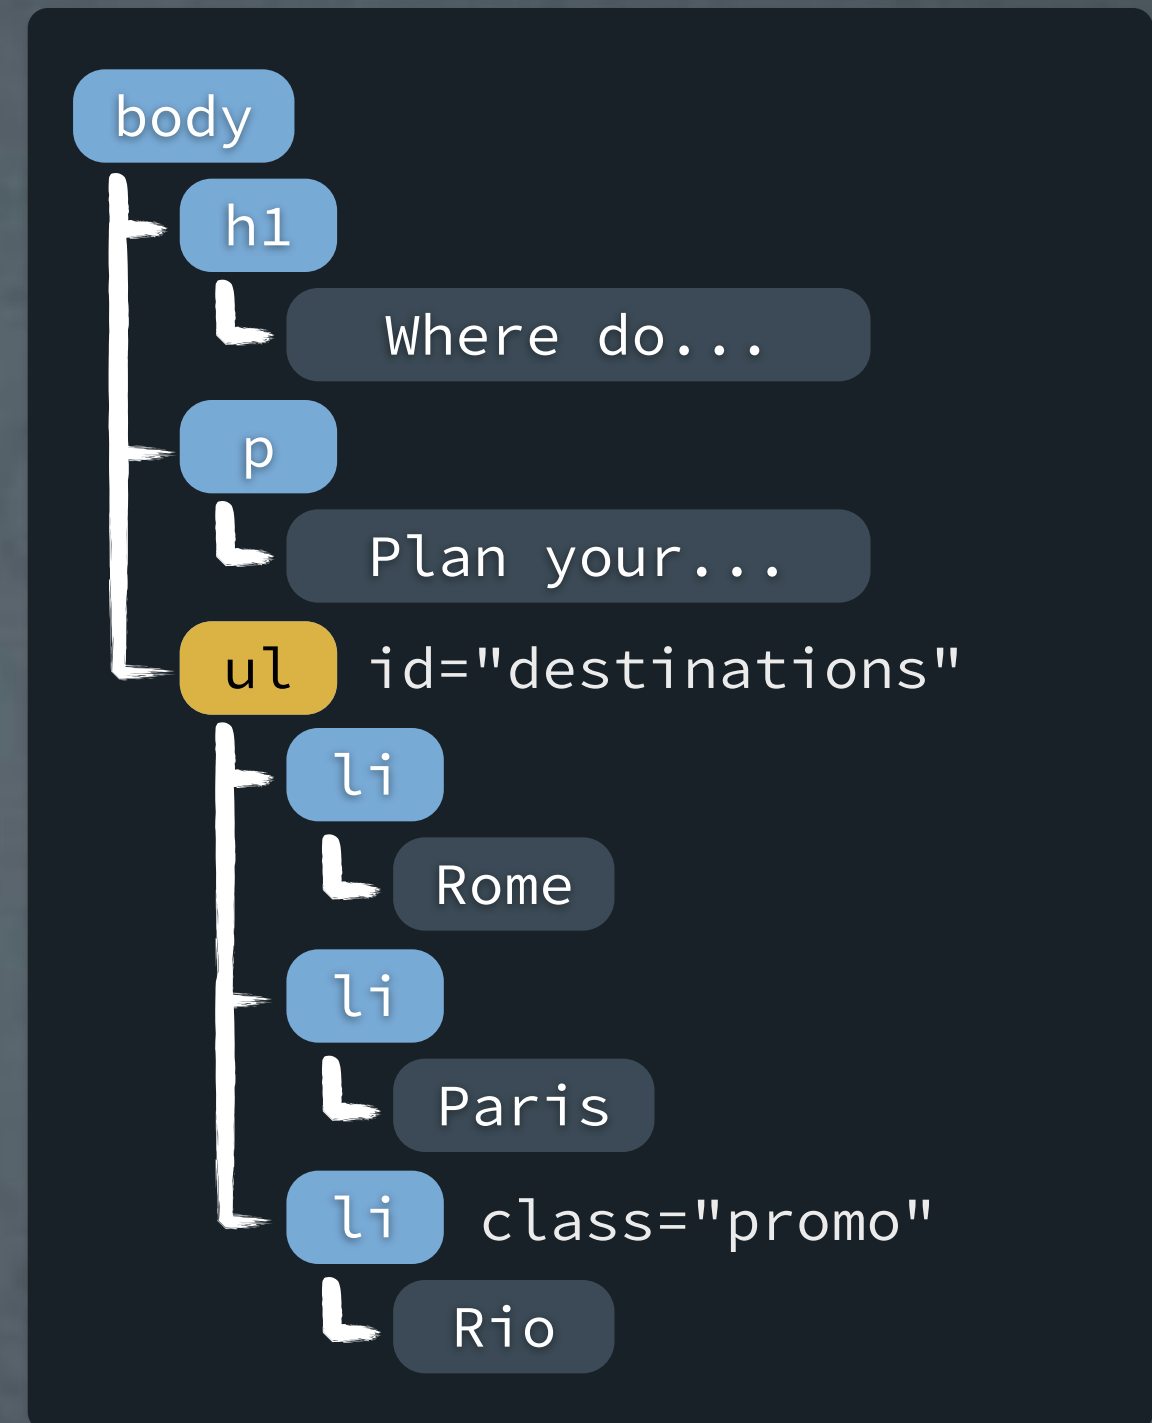 body
h1
Where do...
p
Plan your...
ul id="destinations"
li
Rome
li
Paris
li class="promo"
Rio